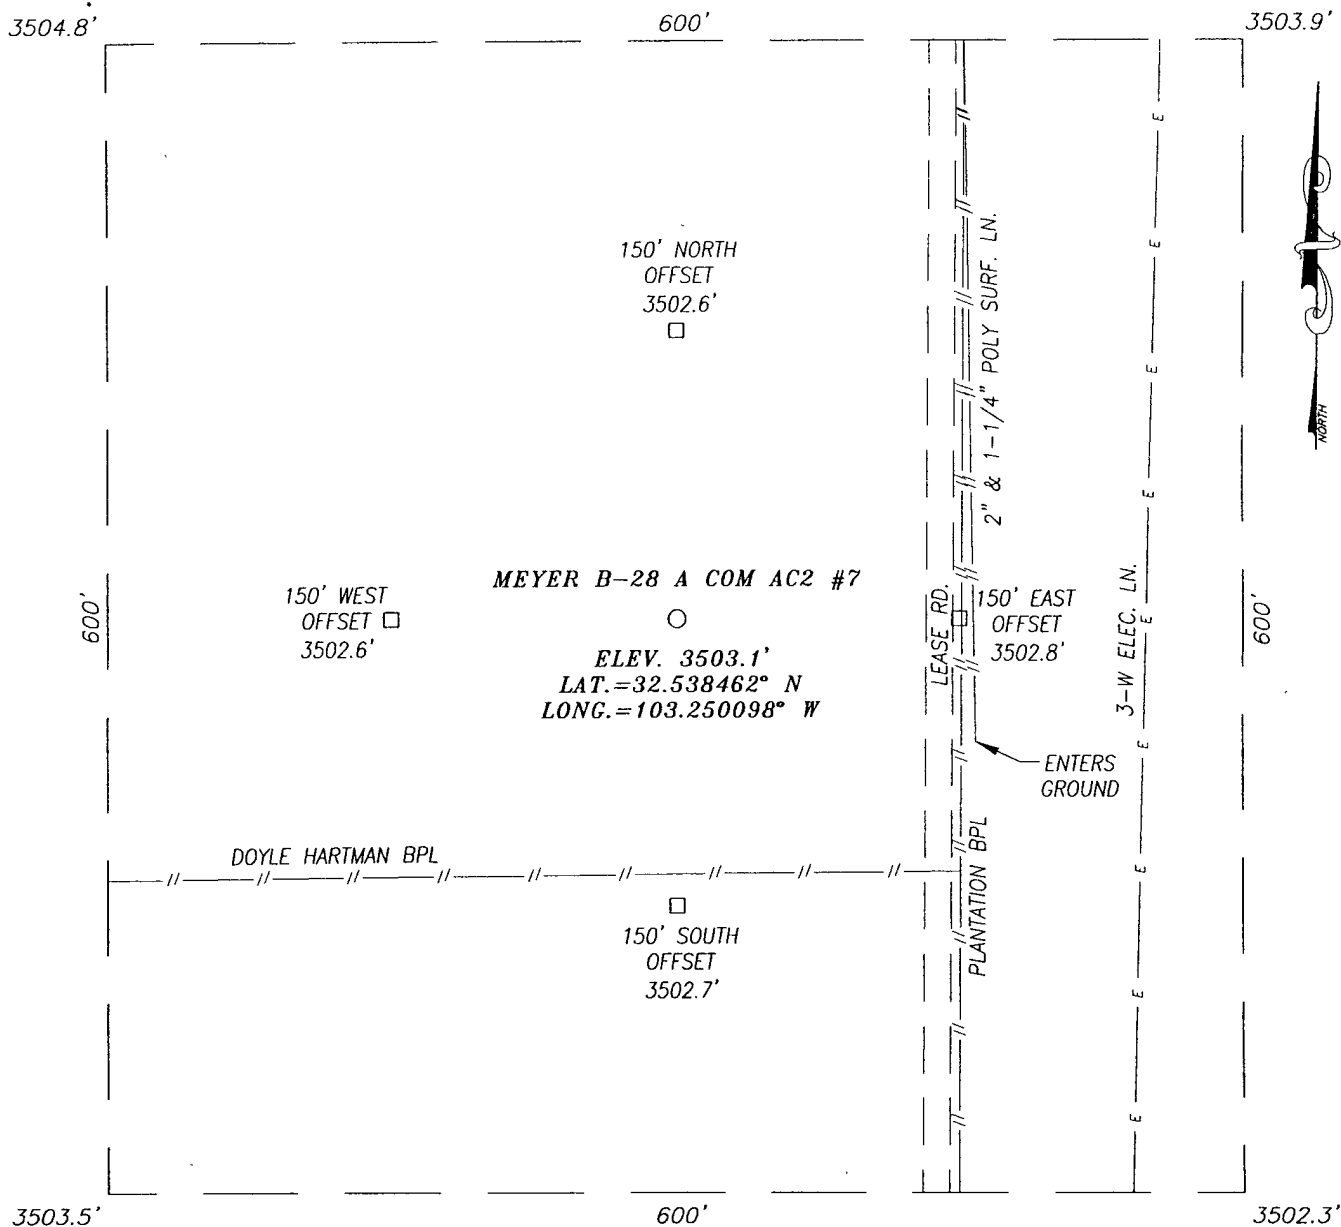 3504.8'
600'
3503.9'
150' NORTH
OFFSET
3502.6'
2" & 1-1/4" POLY SURF. LN.
E
E
E
E
NORTH
600'
150' WEST
OFFSET
3502.6'
MEYER B-28 A COM AC2 #7
ELEV. 3503.1'
LAT.=32.538462° N
LONG.=103.250098° W
LEASE RD.
150' EAST
OFFSET
3502.8'
3-W ELEC. LN.
E
600'
ENTERS
GROUND
E
DOYLE HARTMAN BPL
PLANTATION BPL
E
150' SOUTH
OFFSET
3502.7'
E
E
3503.5'
600'
3502.3'